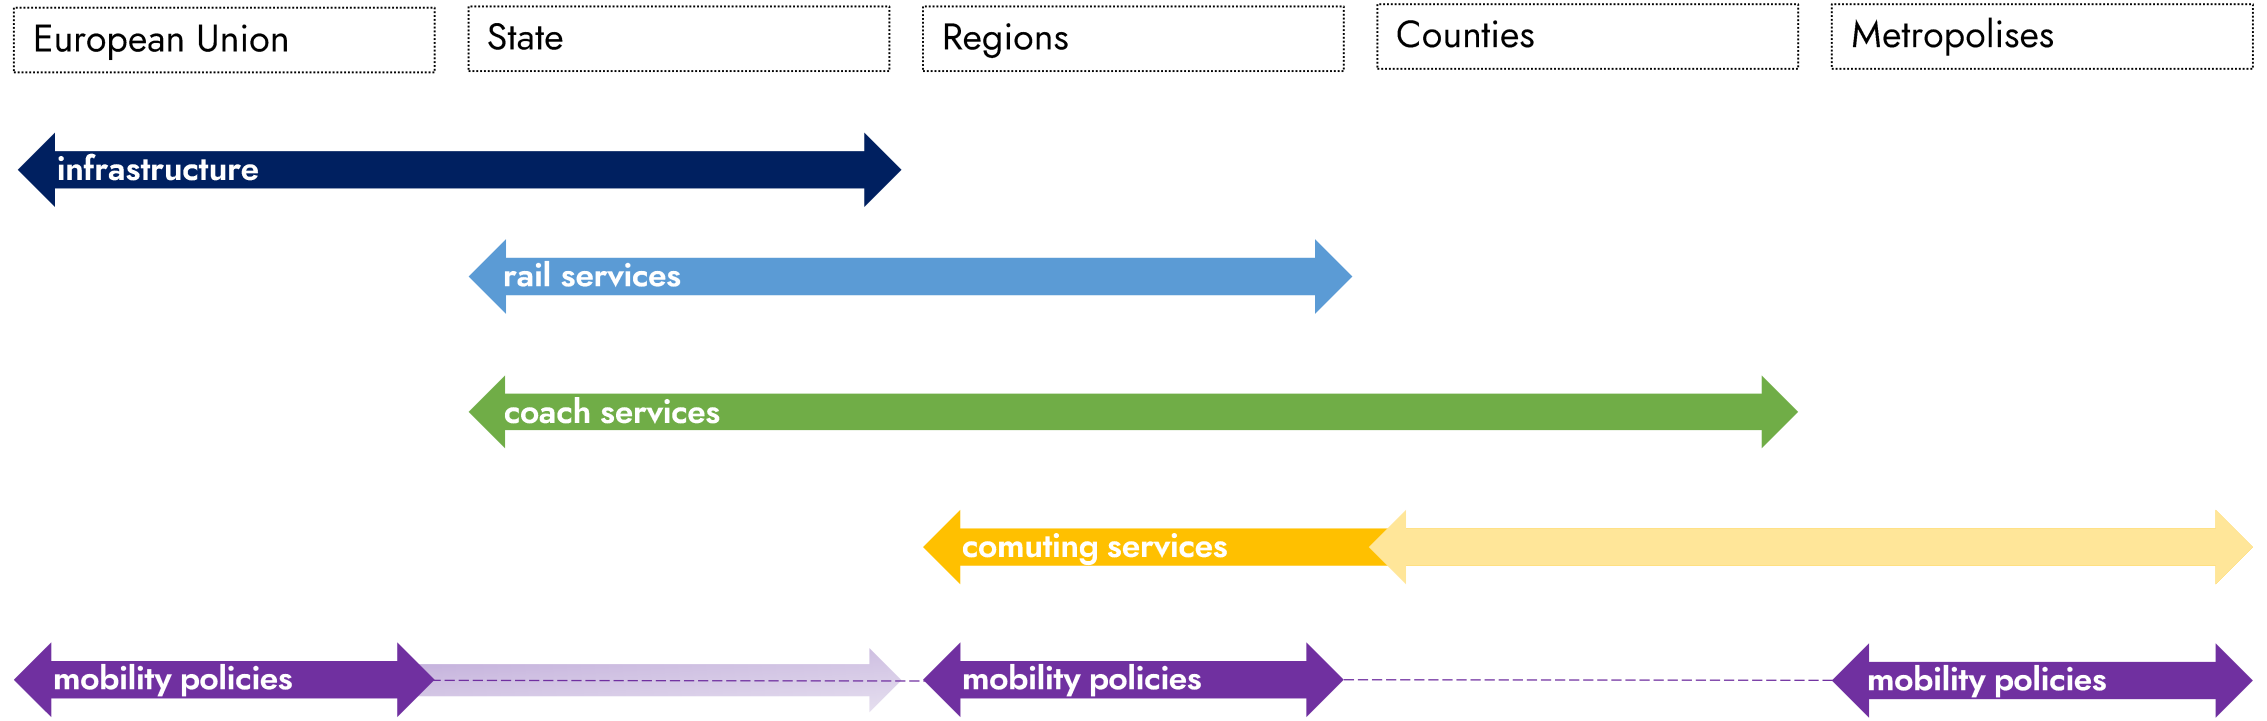 European Union
State
Regions
Counties
Metropolises
infrastructure
rail services
coach services
comuting services
mobility policies
mobility policies
mobility policies